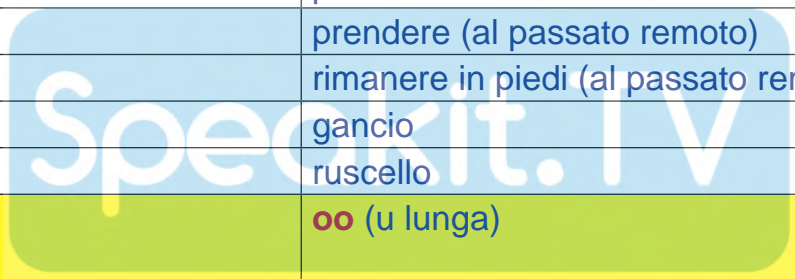 prendere (al passato remoto)
rimanere in piedi (al passato
gancio
ruscello
oo (u lunga)
Speakit.TV